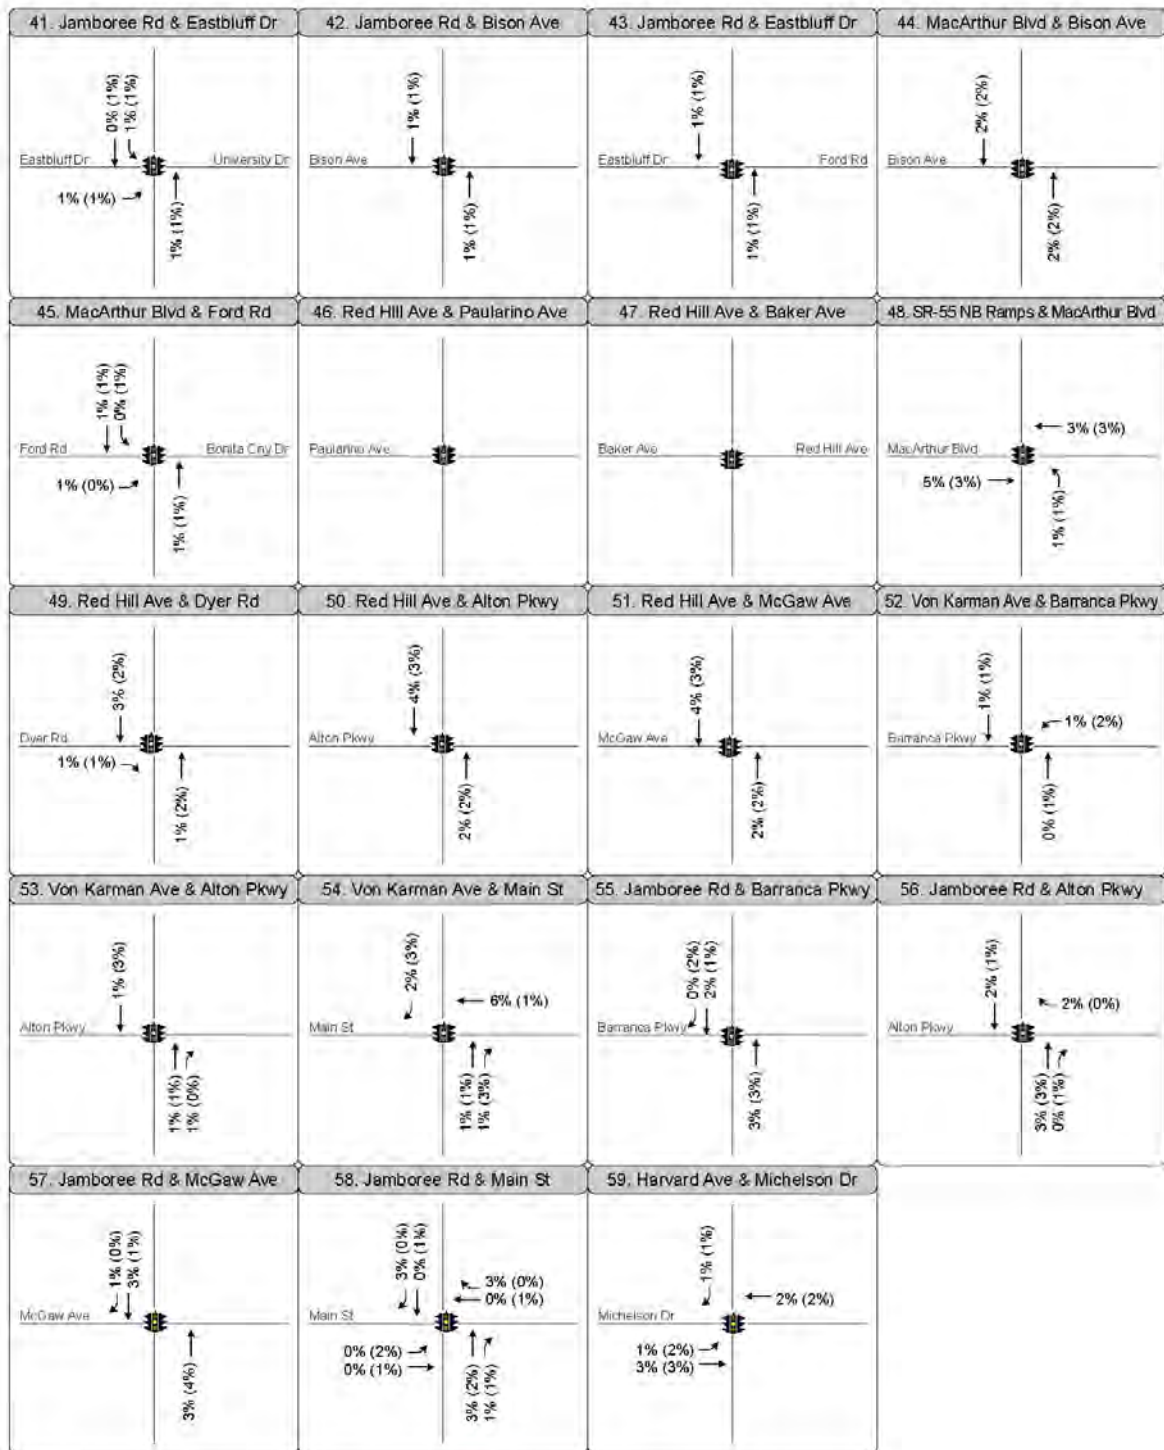 41. Jamboree Rd & Eastbluff Dr
0% (1%)
1% (1%)
Eastbluff Dr
University Dr
1% (1%)
1% (1%)
42. Jamboree Rd & Bison Ave
1% (1%)
Bison Ave
1% (1%)
43. Jamboree Rd & Eastbluff Dr
1% (1%)
Eastbluff Dr
Ford Rd
1% (1%)
44. MacArthur Blvd & Bison Ave
2% (2%)
Bison Ave
2% (2%)
45. MacArthur Blvd & Ford Rd
1% (1%)
0% (1%)
Ford Rd
Bonita Cny Dr
1% (0%)
1% (1%)
46. Red Hill Ave & Paularino Ave
Paularino Ave
47. Red Hill Ave & Baker Ave
Baker Ave
Red Hill Ave
48. SR-55 NB Ramps & MacArthur Blvd
3% (3%)
MacArthur Blvd
5% (3%)
1% (1%)
49. Red Hill Ave & Dyer Rd
3% (2%)
Dyer Rd
1% (1%)
1% (2%)
50. Red Hill Ave & Alton Pkwy
4% (3%)
Alton Pkwy
2% (2%)
51. Red Hill Ave & McGaw Ave
4% (3%)
McGaw Ave
2% (2%)
52. Von Karman Ave & Barranca Pkwy
1% (1%)
1% (2%)
Barranca Pkwy
0% (1%)
53. Von Karman Ave & Alton Pkwy
1% (3%)
Alton Pkwy
1% (1%)
1% (0%)
54. Von Karman Ave & Main St
2% (3%)
6% (1%)
Main St
1% (1%)
1% (3%)
55. Jamboree Rd & Barranca Pkwy
0% (2%)
2% (1%)
Barranca Pkwy
3% (3%)
56. Jamboree Rd & Alton Pkwy
2% (1%)
2% (0%)
Alton Pkwy
3% (3%)
0% (1%)
57. Jamboree Rd & McGaw Ave
1% (0%)
3% (1%)
McGaw Ave
3% (4%)
58. Jamboree Rd & Main St
3% (0%)
0% (1%)
3% (0%)
0% (1%)
Main St
0% (2%)
0% (1%)
3% (2%)
1% (1%)
59. Harvard Ave & Michelson Dr
1% (1%)
2% (2%)
Michelson Dr
1% (2%)
3% (3%)